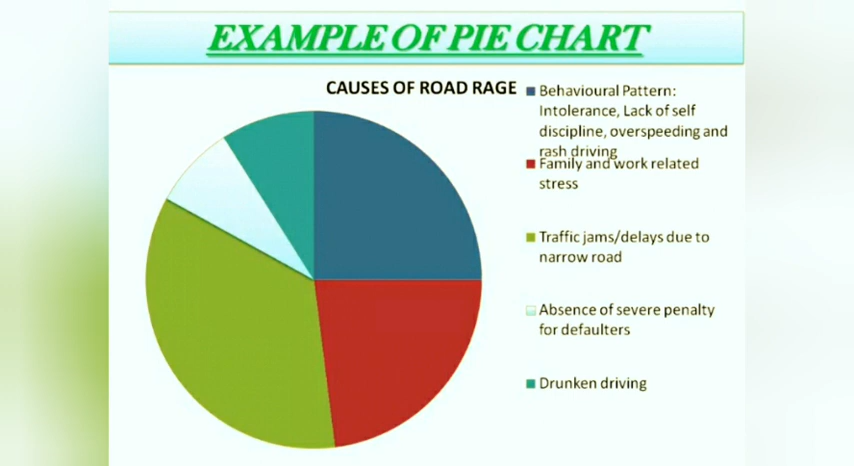 EXAMPLE OF PIE CHART
CAUSES OF ROAD RAGE
Behavioural Pattern:
Intolerance, Lack of self
discipline, overspeeding and
rash driving
Family and work related
stress
Traffic jams/delays due to
narrow road
Absence of severe penalty
for defaulters
Drunken driving